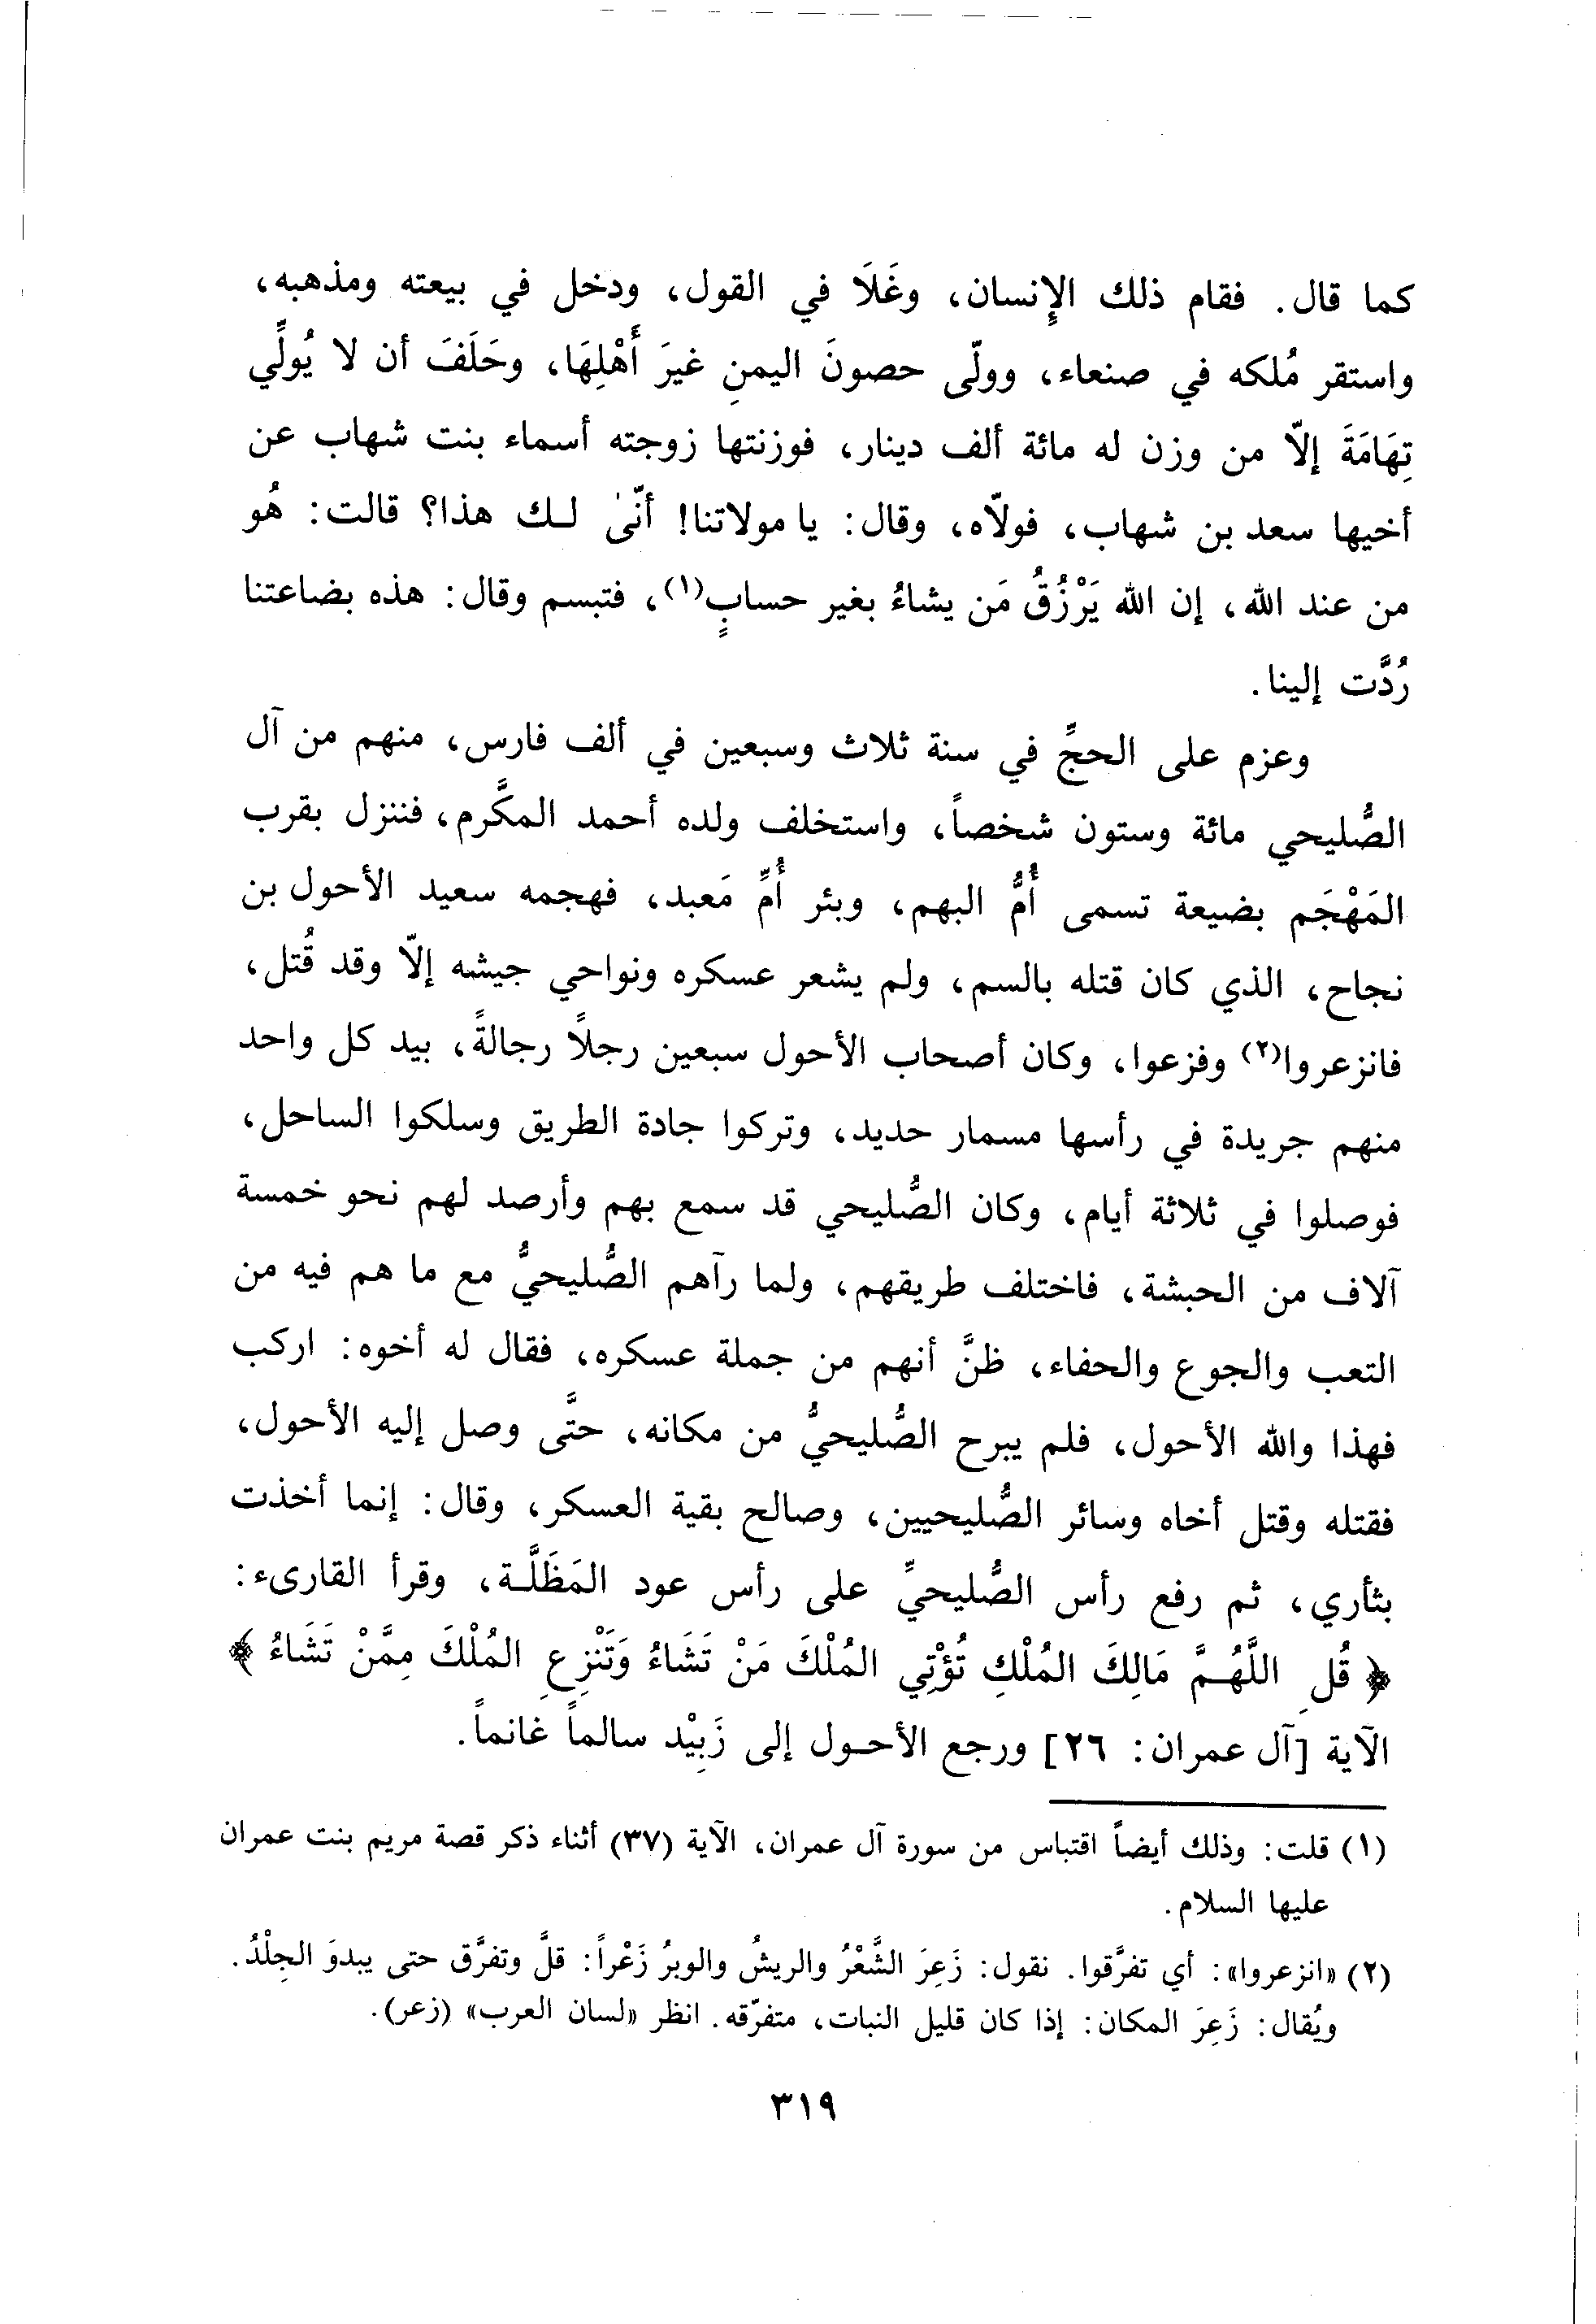 كما قال. فقام ذلك الإِنسان، وغَلَا في القول، ودخل في بيعته ومذهبه،
واستقر مُلكه في صنعاء، وولّى حصونَ اليمنِ غيرَ أَهْلِهَا، وحَلَفَ أن لا يُولِّي
تِهَامَةَ إلاّ من وزن له مائة ألف دينار، فوزنتها زوجته أسماء بنت شهاب عن
أخيها سعد بن شهاب، فولاّه، وقال: يا مولاتنا! أنّىٰ لـك هذا؟ قالت: هُو
من عند الله، إن الله يَرْزُقُ مَن يشاءُ بغير حسابٍ(١)، فتبسم وقال: هذه بضاعتنا
رُدَّت إلينا.
وعزم على الحجِّ في سنة ثلاث وسبعين في ألف فارس، منهم من آل
الصُّليحي مائة وستون شخصاً، واستخلف ولده أحمد المكَّرم، فننزل بقرب
المَهْجَم بضيعة تسمى أُمُّ البهم، وبئر أُمِّ مَعبد، فهجمه سعيد الأحول بن
نجاح، الذي كان قتله بالسم، ولم يشعر عسكره ونواحي جيشه إلاّ وقد قُتل،
فانزعروا(٢) وفزعوا، وكان أصحاب الأحول سبعين رجلاً رجالةً، بيد كل واحد
منهم جريدة في رأسها مسمار حديد، وتركوا جادة الطريق وسلكوا الساحل،
فوصلوا في ثلاثة أيام، وكان الصُّليحي قد سمع بهم وأرصد لهم نحو خمسة
آلاف من الحبشة، فاختلف طريقهم، ولما رآهم الصُّليحيُّ مع ما هم فيه من
التعب والجوع والحفاء، ظنَّ أنهم من جملة عسكره، فقال له أخوه: اركب
فهذا والله الأحول، فلم يبرح الصُّليحيُّ من مكانه، حتَّى وصل إليه الأحول،
فقتله وقتل أخاه وسائر الصُّليحيين، وصالح بقية العسكر، وقال: إنما أخذت
بثأري، ثم رفع رأس الصُّليحيِّ على رأس عود المَظَلَّـة، وقرأ القارىء:
﴿ قُلِ اللَّهُـمَّ مَالِكَ المُلْكِ تُؤْتِي المُلْكَ مَنْ تَشَاءُ وَتَنْزِعِ المُلْكَ مِمَّنْ تَشَاءُ ﴾
الآية [آل عمران: ٢٦] ورجع الأحـول إلى زَبِيْد سالماً غانماً.
(١) قلت: وذلك أيضاً اقتباس من سورة آل عمران، الآية (٣٧) أثناء ذكر قصة مريم بنت عمران
عليها السلام.
(٢) «انزعروا»: أي تفرَّقوا. نقول: زَعِرَ الشَّعْرُ والريشُ والوبرُ زَعْراً: قلَّ وتفرَّق حتى يبدوَ الجِلْدُ.
ويُقال: زَعِرَ المكان: إذا كان قليل النبات، متفرّقه. انظر «لسان العرب» (زعر).
٣١٩